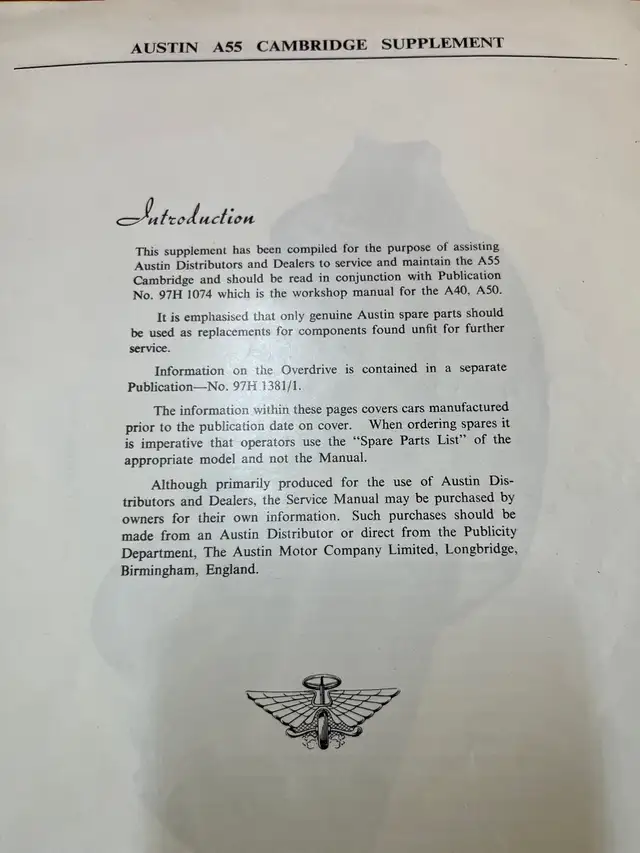 AUSTIN A55 CAMBRIDGE SUPPLEMENT
Introduction
This supplement has been compiled for the purpose of assisting
Austin Distributors and Dealers to service and maintain the A55
Cambridge and should be read in conjunction with Publication
No. 97H 1074 which is the workshop manual for the A40, A50.
It is emphasised that only genuine Austin spare parts should
be used as replacements for components found unfit for further
service.
Information on the Overdrive is contained in a separate
Publication—No. 97H 1381/1.
The information within these pages covers cars manufactured
prior to the publication date on cover. When ordering spares it
is imperative that operators use the "Spare Parts List" of the
appropriate model and not the Manual.
Although primarily produced for the use of Austin Dis-
tributors and Dealers, the Service Manual may be purchased by
owners for their own information. Such purchases should be
made from an Austin Distributor or direct from the Publicity
Department, The Austin Motor Company Limited, Longbridge,
Birmingham, England.